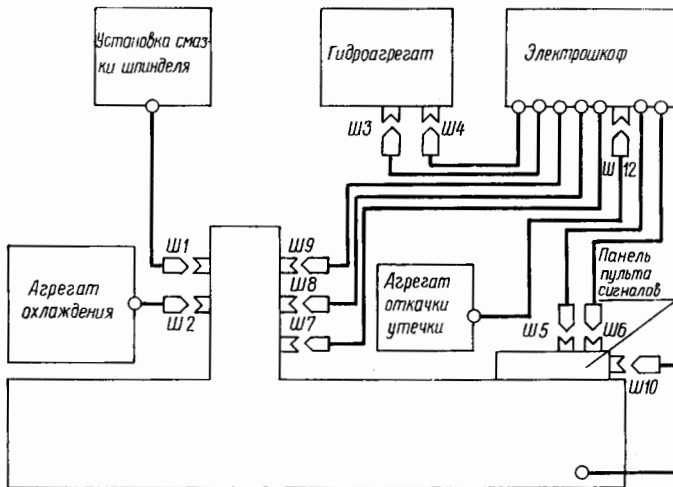 Установка смаз-
ки шпинделя
Гидроагрегат
Электрошкаф
Ш3
Ш4
Ш12
Ш1
Ш9
Ш8
Ш2
Ш7
Агрегат
охлаждения
Агрегат
откачки
утечки
Панель
пульта
сигналов
Ш5
Ш6
Ш10